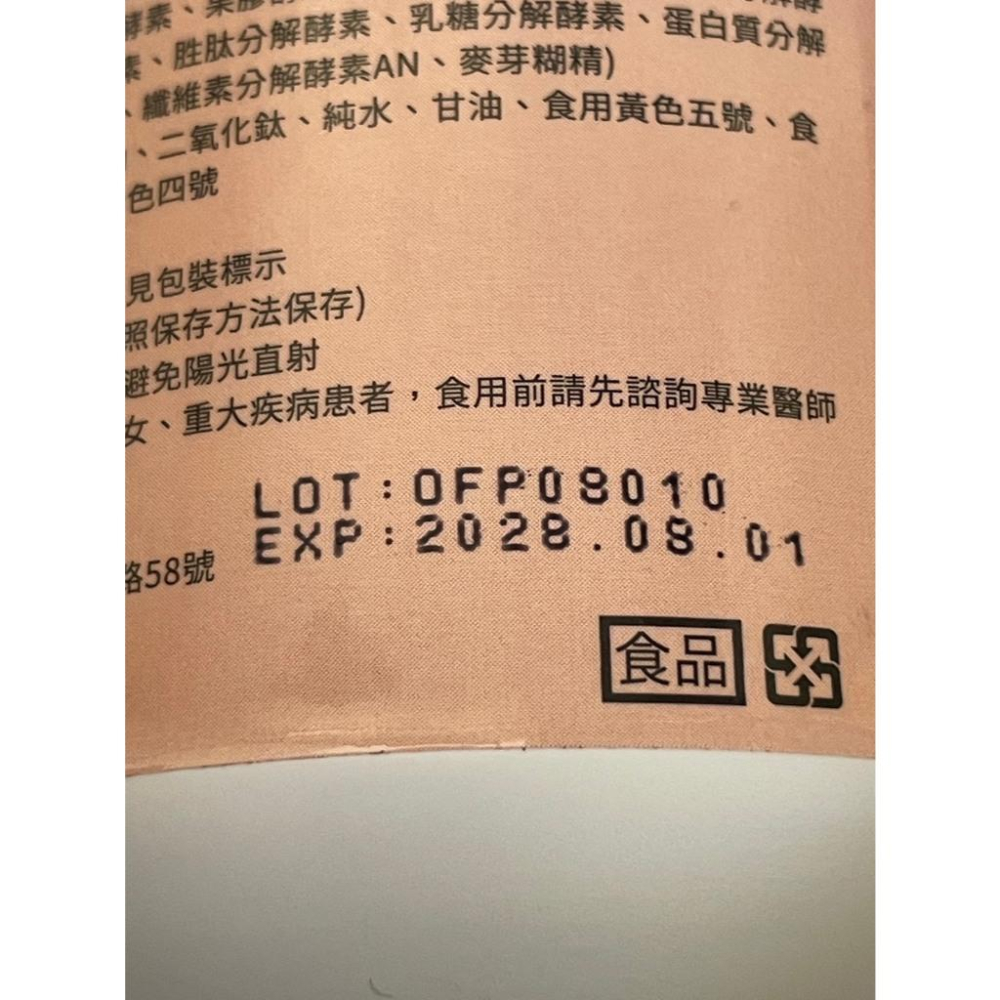 酵素、果膠
素、胜肽分解酵素、乳糖分解酵素、蛋白質分解
、纖維素分解酵素AN、麥芽糊精)
、二氧化鈦、純水、甘油、食用黃色五號、食
色四號
見包裝標示
照保存方法保存)
避免陽光直射
女、重大疾病患者，食用前請先諮詢專業醫師
LOT:OFP08010
EXP:2028.08.01
路58號
食品